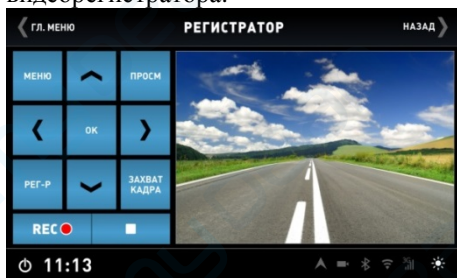 видеорегистратора.
ГЛ. МЕНЮ
РЕГИСТРАТОР
НАЗАД
МЕНЮ
ПРОСМ
ОК
РЕГ-Р
ЗАХВАТ
КАДРА
REC
11:13